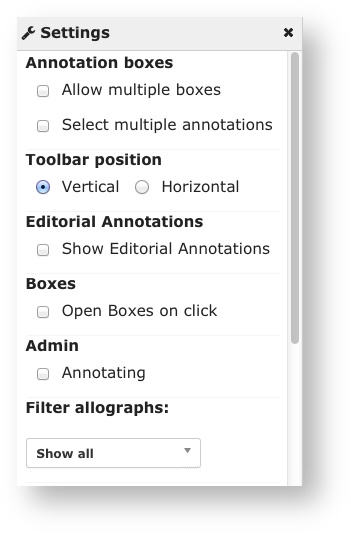 Settings
Annotation boxes
Allow multiple boxes
Select multiple annotations
Toolbar position
Vertical Horizontal
Editorial Annotations
Show Editorial Annotations
Boxes
Open Boxes on click
Admin
Annotating
Filter allographs:
Show all